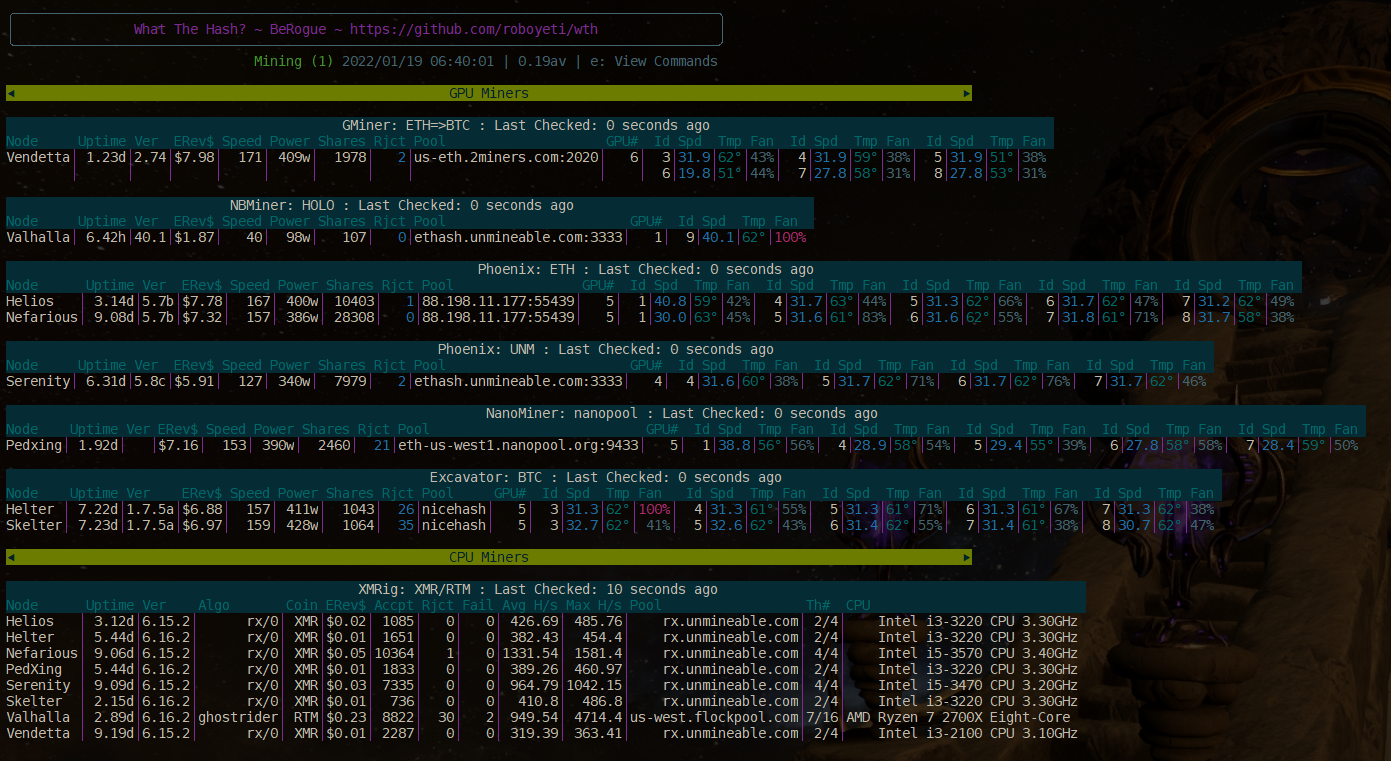 What The Hash? ~ BeRogue ~ https://github.com/roboyeti/wth
Mining (1) 2022/01/19 06:40:01 | 0.19av | e: View Commands
◄ GPU Miners ►
GMiner: ETH=>BTC : Last Checked: 0 seconds ago
Node Uptime Ver ERev$ Speed Power Shares Rjct Pool GPU# Id Spd Tmp Fan Id Spd Tmp Fan Id Spd Tmp Fan
Vendetta 1.23d 2.74 $7.98 171 409w 1978 2 us-eth.2miners.com:2020 6 3 31.9 62° 43% 4 31.9 59° 38% 5 31.9 51° 38%
6 19.8 51° 44% 7 27.8 58° 31% 8 27.8 53° 31%
NBMiner: HOLO : Last Checked: 0 seconds ago
Node Uptime Ver ERev$ Speed Power Shares Rjct Pool GPU# Id Spd Tmp Fan
Valhalla 6.42h 40.1 $1.87 40 98w 107 0 ethash.unmineable.com:3333 1 9 40.1 62° 100%
Phoenix: ETH : Last Checked: 0 seconds ago
Node Uptime Ver ERev$ Speed Power Shares Rjct Pool GPU# Id Spd Tmp Fan Id Spd Tmp Fan Id Spd Tmp Fan Id Spd Tmp Fan Id Spd Tmp Fan
Helios 3.14d 5.7b $7.78 167 400w 10403 1 88.198.11.177:55439 5 1 40.8 59° 42% 4 31.7 63° 44% 5 31.3 62° 66% 6 31.7 62° 47% 7 31.2 62° 49%
Nefarious 9.08d 5.7b $7.32 157 386w 28308 0 88.198.11.177:55439 5 1 30.0 63° 45% 5 31.6 61° 83% 6 31.6 62° 55% 7 31.8 61° 71% 8 31.7 58° 38%
Phoenix: UNM : Last Checked: 0 seconds ago
Node Uptime Ver ERev$ Speed Power Shares Rjct Pool GPU# Id Spd Tmp Fan Id Spd Tmp Fan Id Spd Tmp Fan Id Spd Tmp Fan
Serenity 6.31d 5.8c $5.91 127 340w 7979 2 ethash.unmineable.com:3333 4 4 31.6 60° 38% 5 31.7 62° 71% 6 31.7 62° 76% 7 31.7 62° 46%
NanoMiner: nanopool : Last Checked: 0 seconds ago
Node Uptime Ver ERev$ Speed Power Shares Rjct Pool GPU# Id Spd Tmp Fan Id Spd Tmp Fan Id Spd Tmp Fan Id Spd Tmp Fan Id Spd Tmp Fan
Pedxing 1.92d $7.16 153 390w 2460 21 eth-us-west1.nanopool.org:9433 5 1 38.8 56° 56% 4 28.9 58° 54% 5 29.4 55° 39% 6 27.8 58° 58% 7 28.4 59° 50%
Excavator: BTC : Last Checked: 0 seconds ago
Node Uptime Ver ERev$ Speed Power Shares Rjct Pool GPU# Id Spd Tmp Fan Id Spd Tmp Fan Id Spd Tmp Fan Id Spd Tmp Fan Id Spd Tmp Fan
Helter 7.22d 1.7.5a $6.88 157 411w 1043 26 nicehash 5 3 31.3 62° 100% 4 31.3 61° 55% 5 31.3 61° 71% 6 31.3 61° 67% 7 31.3 62° 38%
Skelter 7.23d 1.7.5a $6.97 159 428w 1064 35 nicehash 5 3 32.7 62° 41% 5 32.6 62° 43% 6 31.4 62° 55% 7 31.4 61° 38% 8 30.7 62° 47%
◄ CPU Miners ►
XMRig: XMR/RTM : Last Checked: 10 seconds ago
Node Uptime Ver Algo Coin ERev$ Accpt Rjct Fail Avg H/s Max H/s Pool Th# CPU
Helios 3.12d 6.15.2 rx/0 XMR $0.02 1085 0 0 426.69 485.76 rx.unmineable.com 2/4 Intel i3-3220 CPU 3.30GHz
Helter 5.44d 6.16.2 rx/0 XMR $0.01 1651 0 0 382.43 454.4 rx.unmineable.com 2/4 Intel i3-3220 CPU 3.30GHz
Nefarious 9.06d 6.15.2 rx/0 XMR $0.05 10364 1 0 1331.54 1581.4 rx.unmineable.com 4/4 Intel i5-3570 CPU 3.40GHz
PedXing 5.44d 6.16.2 rx/0 XMR $0.01 1833 0 0 389.26 460.97 rx.unmineable.com 2/4 Intel i3-3220 CPU 3.30GHz
Serenity 9.09d 6.15.2 rx/0 XMR $0.03 7335 0 0 964.79 1042.15 rx.unmineable.com 4/4 Intel i5-3470 CPU 3.20GHz
Skelter 2.15d 6.16.2 rx/0 XMR $0.01 736 0 0 410.8 486.8 rx.unmineable.com 2/4 Intel i3-3220 CPU 3.30GHz
Valhalla 2.89d 6.16.2 ghostrider RTM $0.23 8822 30 2 949.54 4714.4 us-west.flockpool.com 7/16 AMD Ryzen 7 2700X Eight-Core
Vendetta 9.19d 6.15.2 rx/0 XMR $0.01 2287 0 0 319.39 363.41 rx.unmineable.com 2/4 Intel i3-2100 CPU 3.10GHz